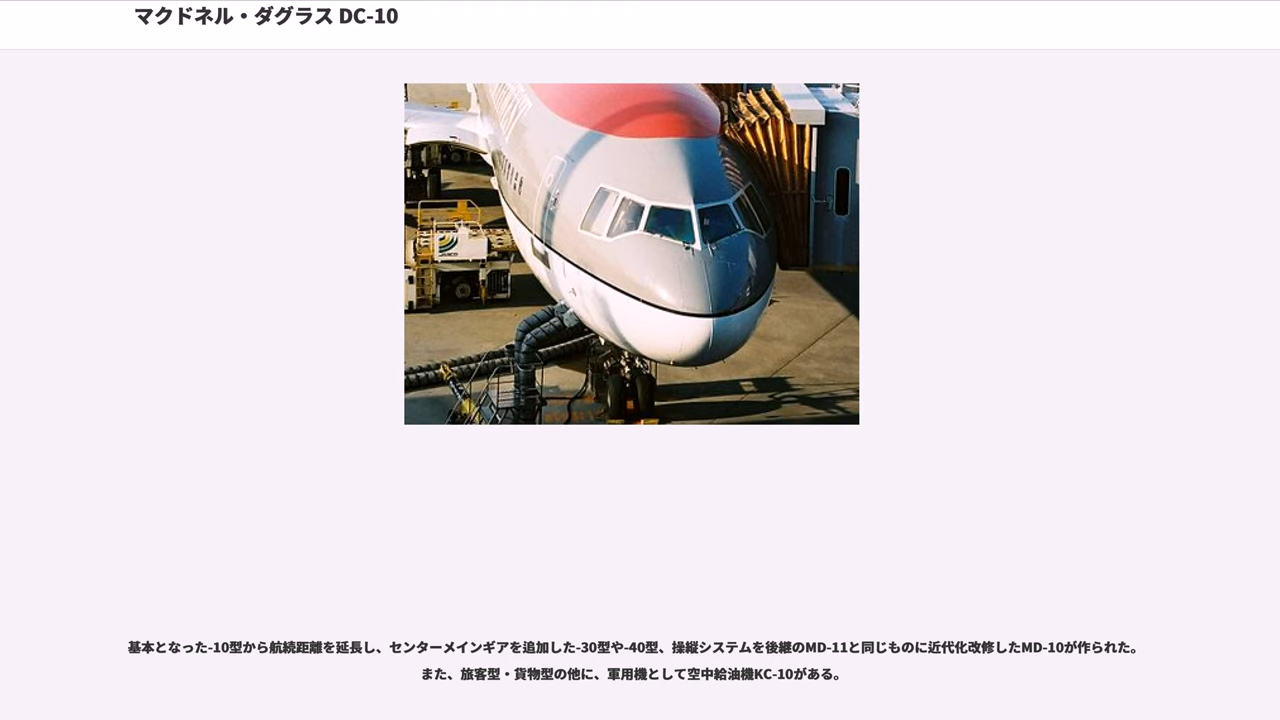 マクドネル・ダグラス DC-10
基本となった-10型から航続距離を延長し、センターメインギアを追加した-30型や-40型、操縦システムを後継のMD-11と同じものに近代化改修したMD-10が作られた。
また、旅客型・貨物型の他に、軍用機として空中給油機KC-10がある。